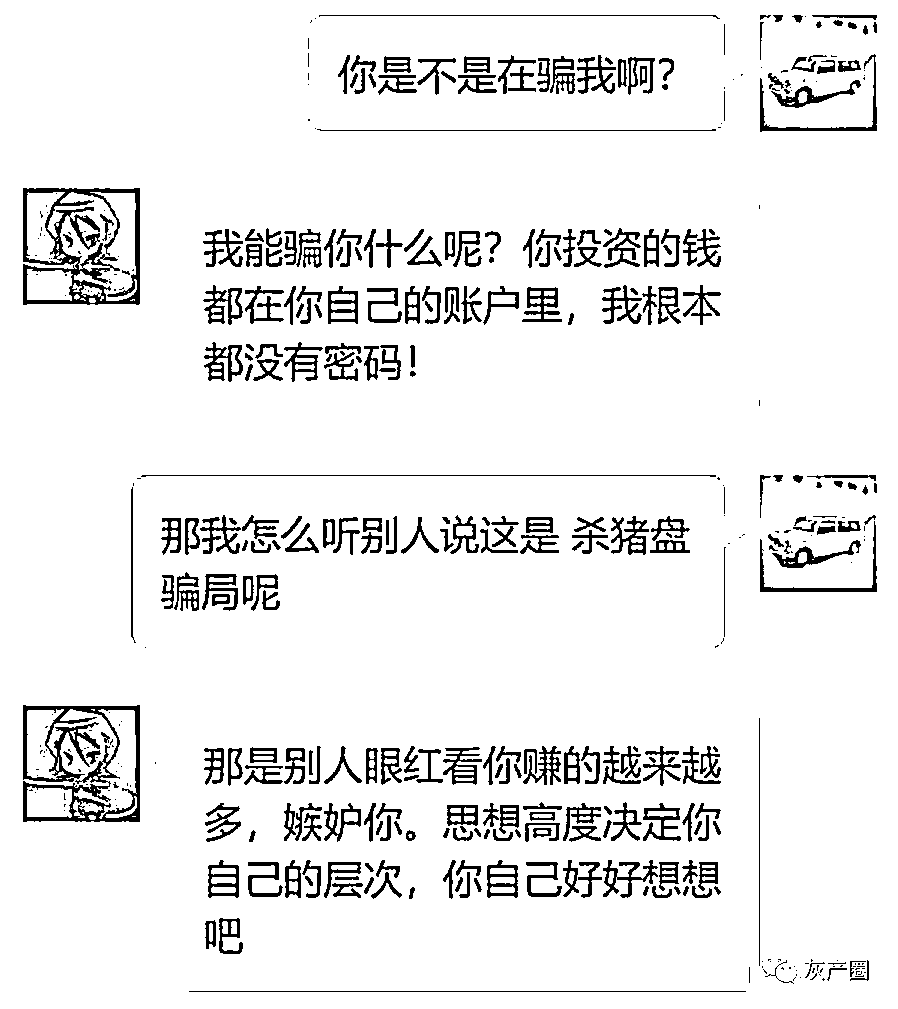 你是不是在骗我啊？
我能骗你什么呢？你投资的钱
都在你自己的账户里，我根本
都没有密码！
那我怎么听别人说这是 杀猪盘
骗局呢
那是别人眼红看你赚的越来越
多，嫉妒你。思想高度决定你
自己的层次，你自己好好想想
吧
灰产圈